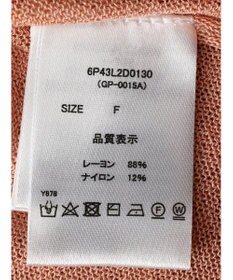 6P43L2D0130
(GP-0015A)
SIZE F
品質表示
レーヨン 88%
ナイロン 12%
Y878